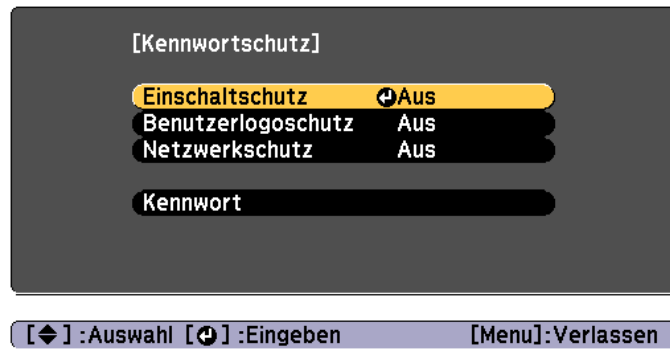 [Kennwortschutz]
Einschaltschutz Aus
Benutzerlogoschutz Aus
Netzwerkschutz Aus
Kennwort
[ ] :Auswahl [ ] :Eingeben [Menu]:Verlassen